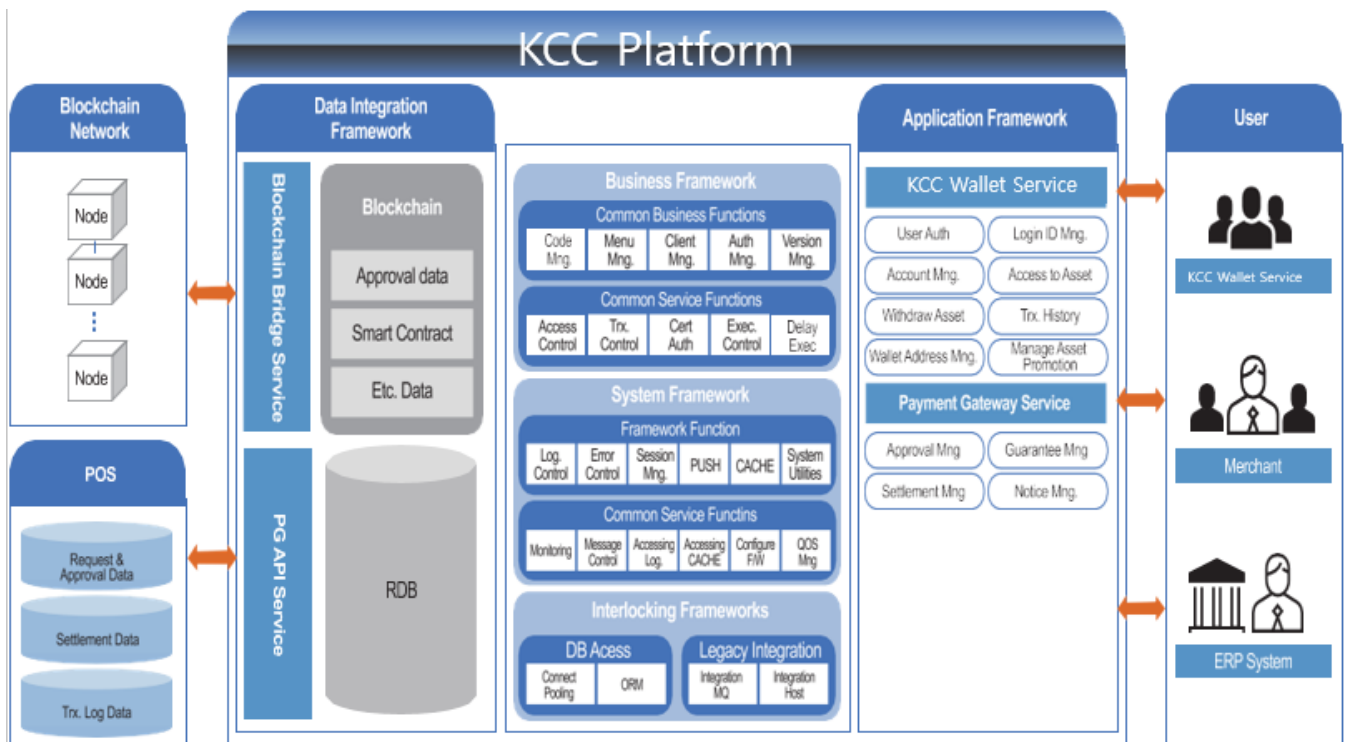 KCC Platform
Blockchain
Network
Node
Node
Node
POS
Request &
Approval Data
Settlement Data
Trx. Log Data
Data Integration
Framework
Blockchain Bridge Service
Blockchain
Approval data
Smart Contract
Etc. Data
PG API Service
RDB
Business Framework
Common Business Functions
Code
Mng.
Menu
Mng.
Client
Mng.
Auth
Mng.
Version
Mng.
Common Service Functions
Access
Control
Trx.
Control
Cert
Auth
Exec.
Control
Delay
Exec
System Framework
Framework Function
Log.
Control
Error
Control
Session
Mng.
PUSH
CACHE
System
Utilities
Common Service Functins
Monitoring
Message
Control
Accessing
Log.
Accessing
CACHE
Configure
F/W
QOS
Mng
Interlocking Frameworks
DB Acess
Connect
Pooling
ORM
Legacy Integration
Integration
MQ
Integration
Host
Application Framework
KCC Wallet Service
User Auth
Login ID Mng.
Account Mng.
Access to Asset
Withdraw Asset
Trx. History
Wallet Address Mng.
Manage Asset
Promotion
Payment Gateway Service
Approval Mng
Guarantee Mng
Settlement Mng
Notice Mng.
User
KCC Wallet Service
Merchant
ERP System